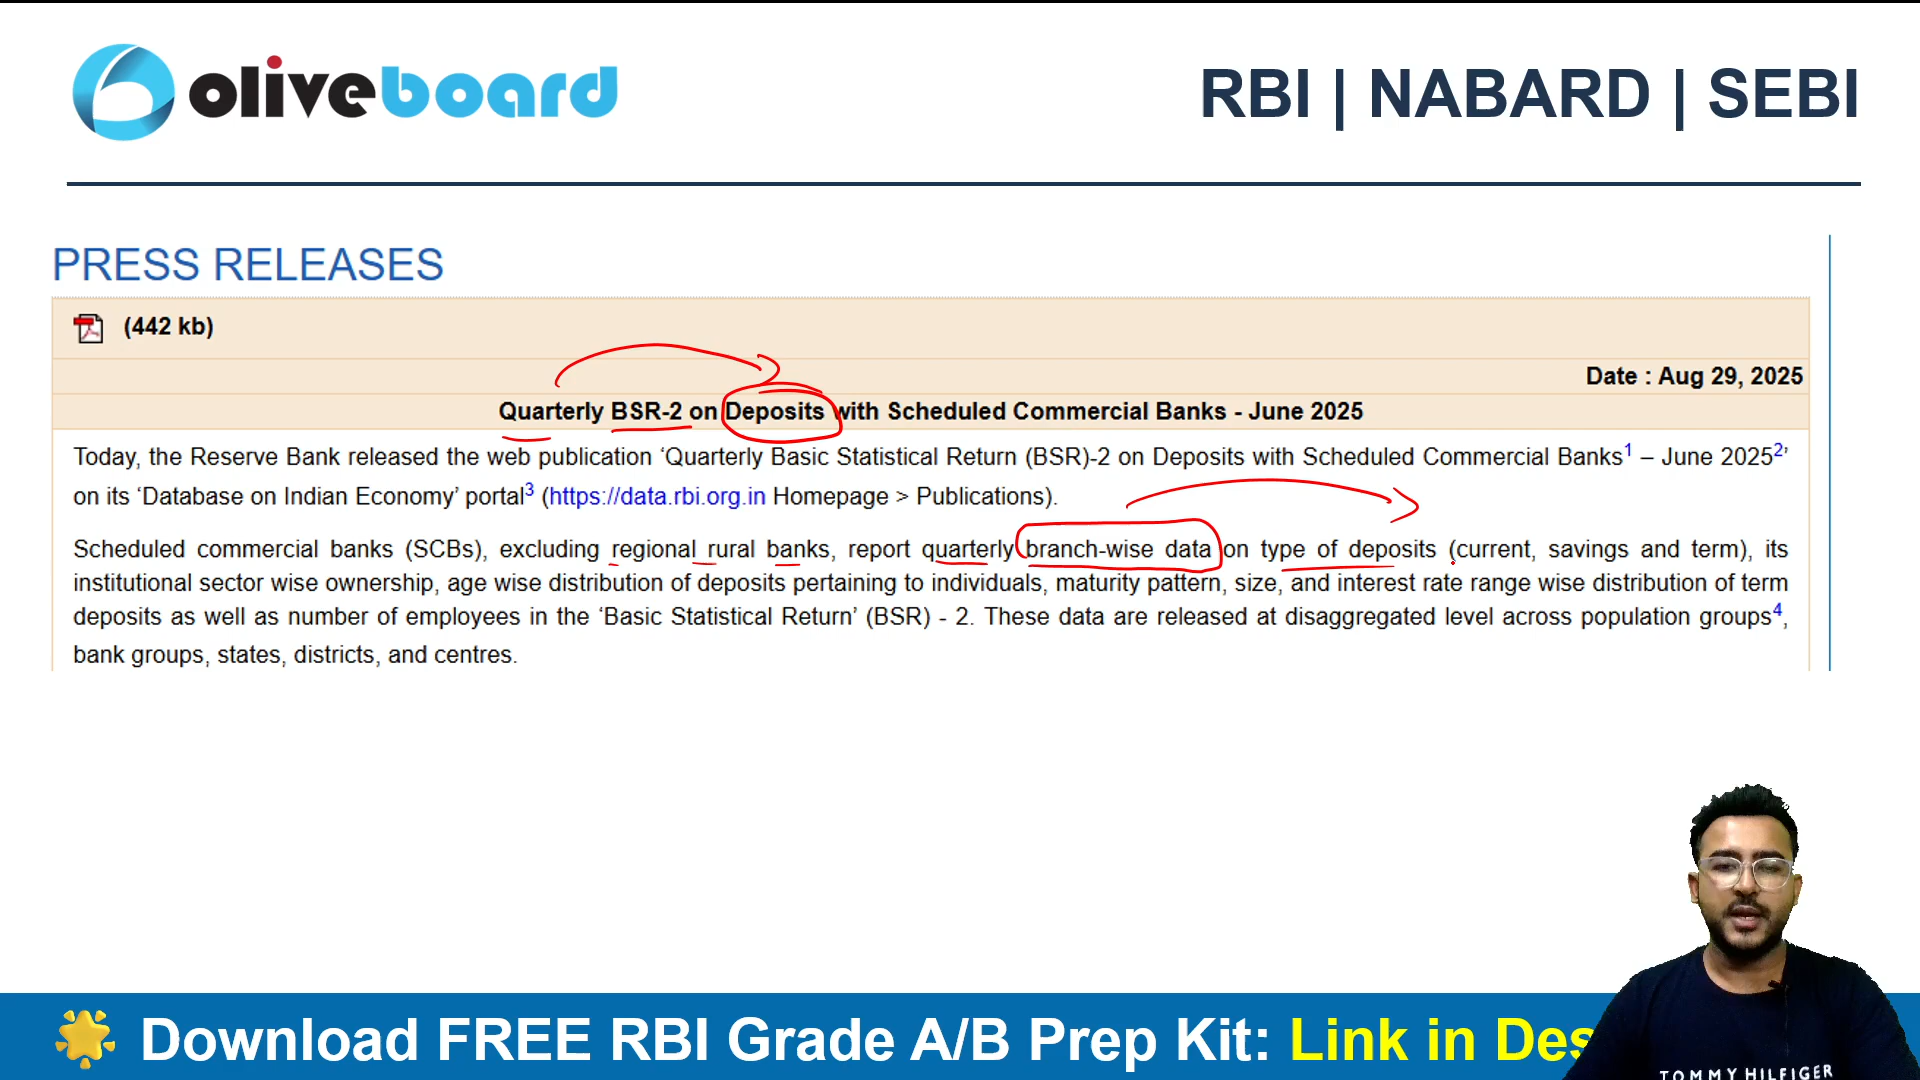 oliveboard
RBI | NABARD | SEBI
PRESS RELEASES
(442 kb)
Date : Aug 29, 2025
Quarterly BSR-2 on Deposits with Scheduled Commercial Banks - June 2025
Today, the Reserve Bank released the web publication ‘Quarterly Basic Statistical Return (BSR)-2 on Deposits with Scheduled Commercial Banks1 – June 20252’
on its ‘Database on Indian Economy’ portal3 (https://data.rbi.org.in Homepage > Publications).
Scheduled commercial banks (SCBs), excluding regional rural banks, report quarterly branch-wise data on type of deposits (current, savings and term), its
institutional sector wise ownership, age wise distribution of deposits pertaining to individuals, maturity pattern, size, and interest rate range wise distribution of term
deposits as well as number of employees in the ‘Basic Statistical Return’ (BSR) - 2. These data are released at disaggregated level across population groups4,
bank groups, states, districts, and centres.
Download FREE RBI Grade A/B Prep Kit: Link in Des
TOMMY HILFIGER